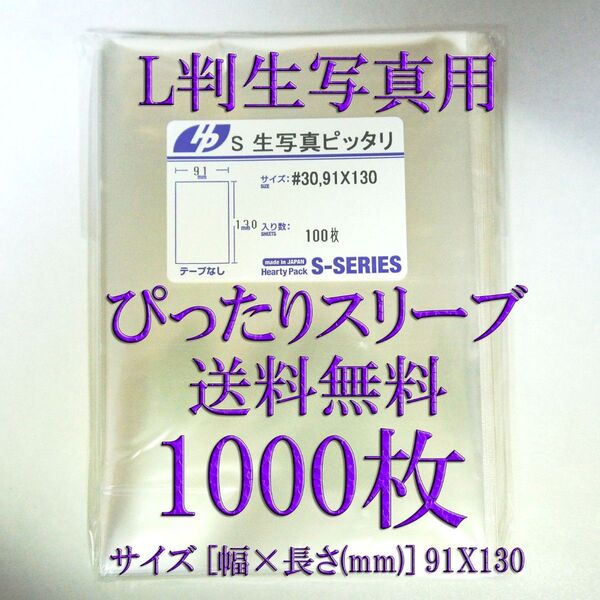 L判生写真用
HP S 生写真ピッタリ
91
mm
サイズ: #30,91X130
SIZE
130
mm
入り数: 100枚
SHEETS
テープなし
made in JAPAN
Hearty Pack S-SERIES
ぴったりスリーブ
送料無料
1000枚
サイズ [幅×長さ(mm)] 91X130